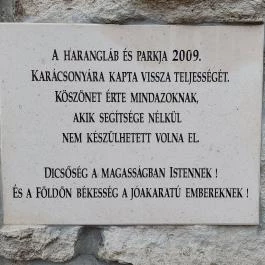 A HARANGLÁB ÉS PARKJA 2009.
KARÁCSONYÁRA KAPTA VISSZA TELJESSÉGÉT.
KÖSZÖNET ÉRTE MINDAZOKNAK,
AKIK SEGÍTSÉGE NÉLKÜL
NEM KÉSZÜLHETETT VOLNA EL.
DICSŐSÉG A MAGASSÁGBAN ISTENNEK !
ÉS A FÖLDÖN BÉKESSÉG A JÓAKARATÚ EMBEREKNEK !